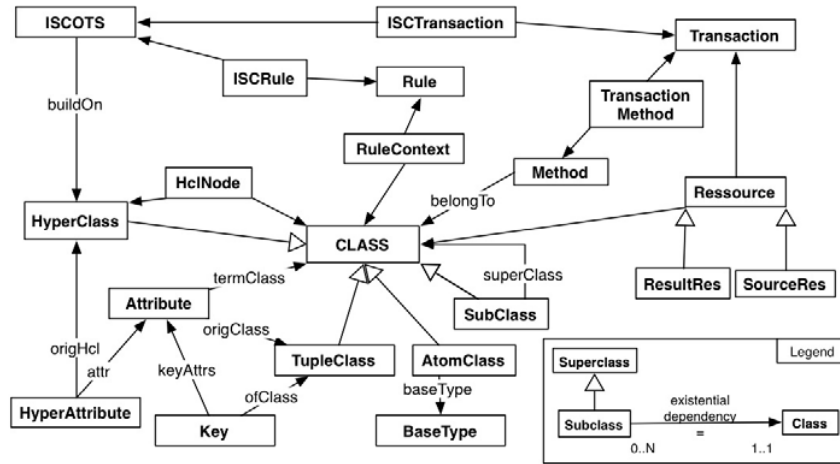 ISCOTS
ISCTransaction
Transaction
ISCRule
Rule
buildOn
Transaction
Method
RuleContext
Method
HclNode
belongTo
Ressource
HyperClass
CLASS
superClass
termClass
ResultRes
SourceRes
Attribute
SubClass
origClass
origHcl
attr
keyAttrs
TupleClass
AtomClass
ofClass
baseType
HyperAttribute
Key
BaseType
Legend
Superclass
existential
dependency
=
Subclass
Class
0..N
1..1